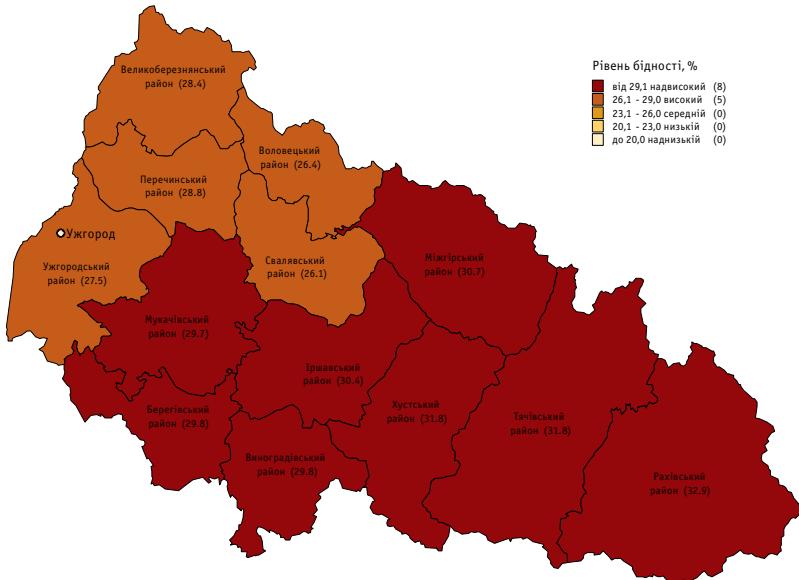 Рівень бідності, %
від 29,1 надвисокий (8)
26,1 - 29,0 високий (5)
23,1 - 26,0 середній (0)
20,1 - 23,0 низькій (0)
до 20,0 наднизькій (0)
Великоберезнянський
район (28.4)
Воловецький
район (26.4)
Перечинський
район (28.8)
Ужгород
Ужгородський
район (27.5)
Свалявський
район (26.1)
Міжгірський
район (30.7)
Мукачівський
район (29.7)
Іршавський
район (30.4)
Берегівський
район (29.8)
Хустський
район (31.8)
Тячівський
район (31.8)
Виноградівський
район (29.8)
Рахівський
район (32.9)